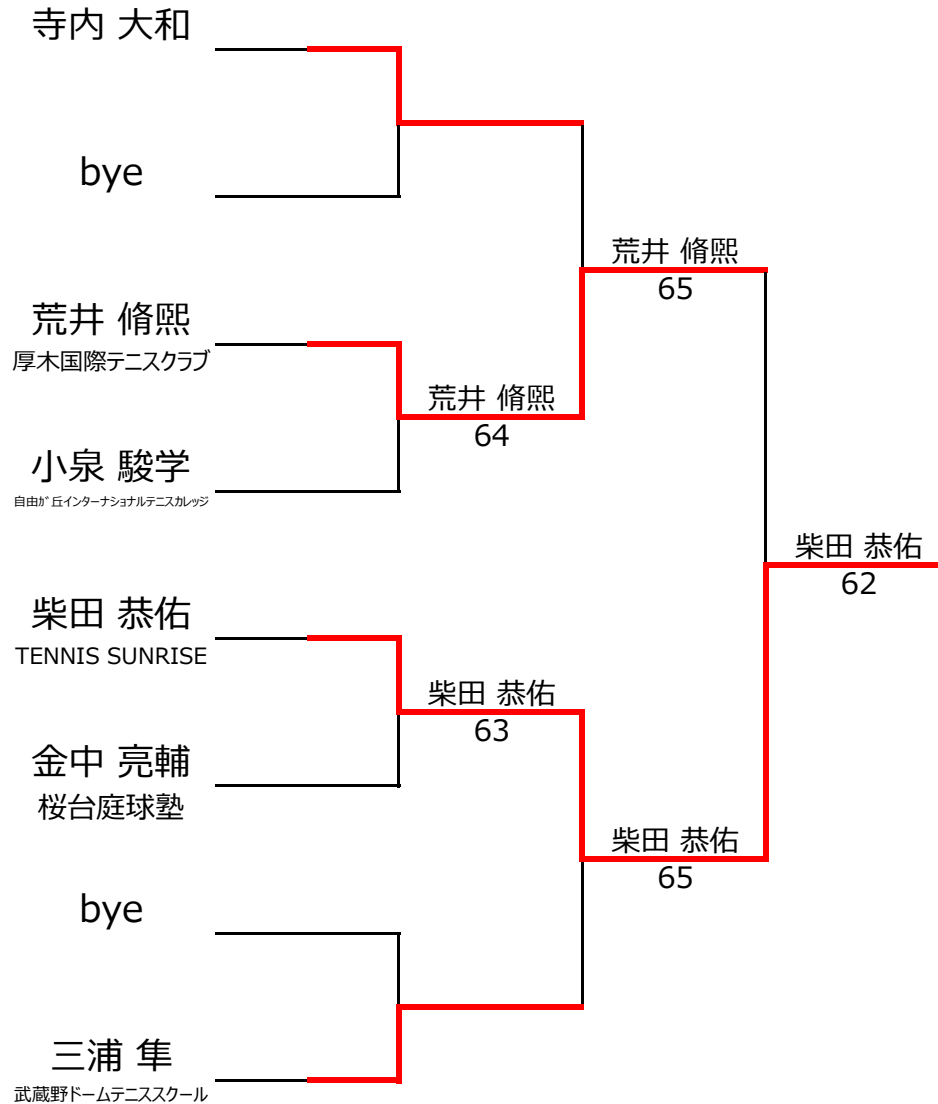 寺内 大和
bye
荒井 脩熙
65
荒井 脩熙
厚木国際テニスクラブ
荒井 脩熙
64
小泉 駿学
自由が丘インターナショナルテニスカレッジ
柴田 恭佑
62
柴田 恭佑
TENNIS SUNRISE
柴田 恭佑
63
金中 亮輔
桜台庭球塾
柴田 恭佑
65
bye
三浦 隼
武蔵野ドームテニススクール